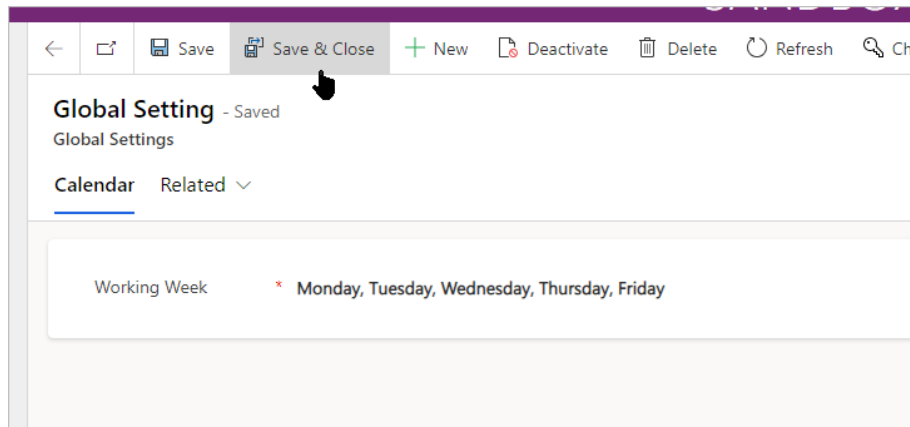 Save Save & Close New Deactivate Delete Refresh
Global Setting - Saved
Global Settings
Calendar Related
Working Week * Monday, Tuesday, Wednesday, Thursday, Friday